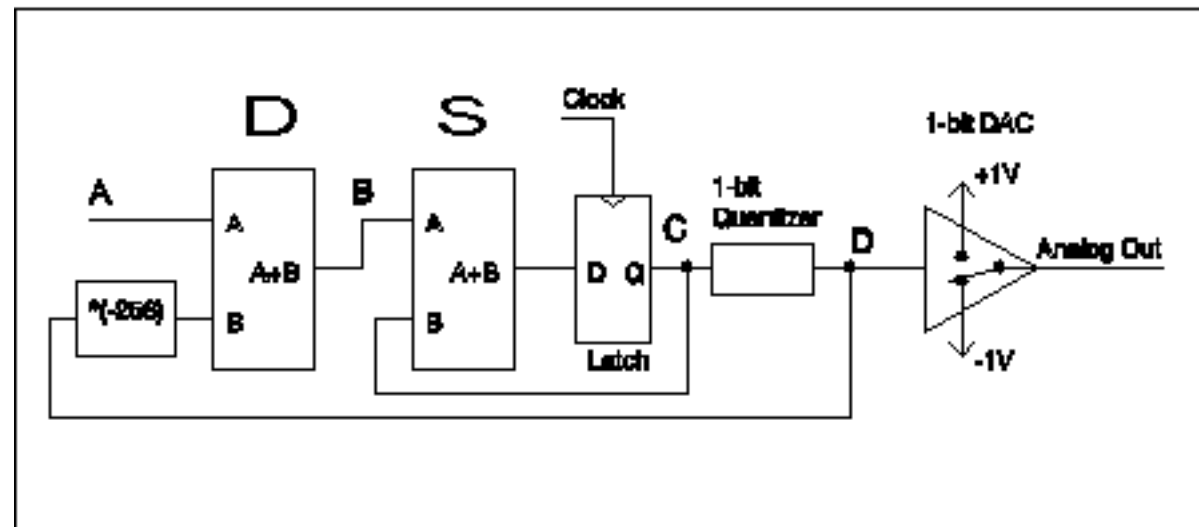 D
S
Clock
1-bit DAC
A
B
1-bit
Quantizer
+1V
A
A
C
D
Analog Out
A+B
A+B
D
Q
*(-256)
B
B
Latch
-1V